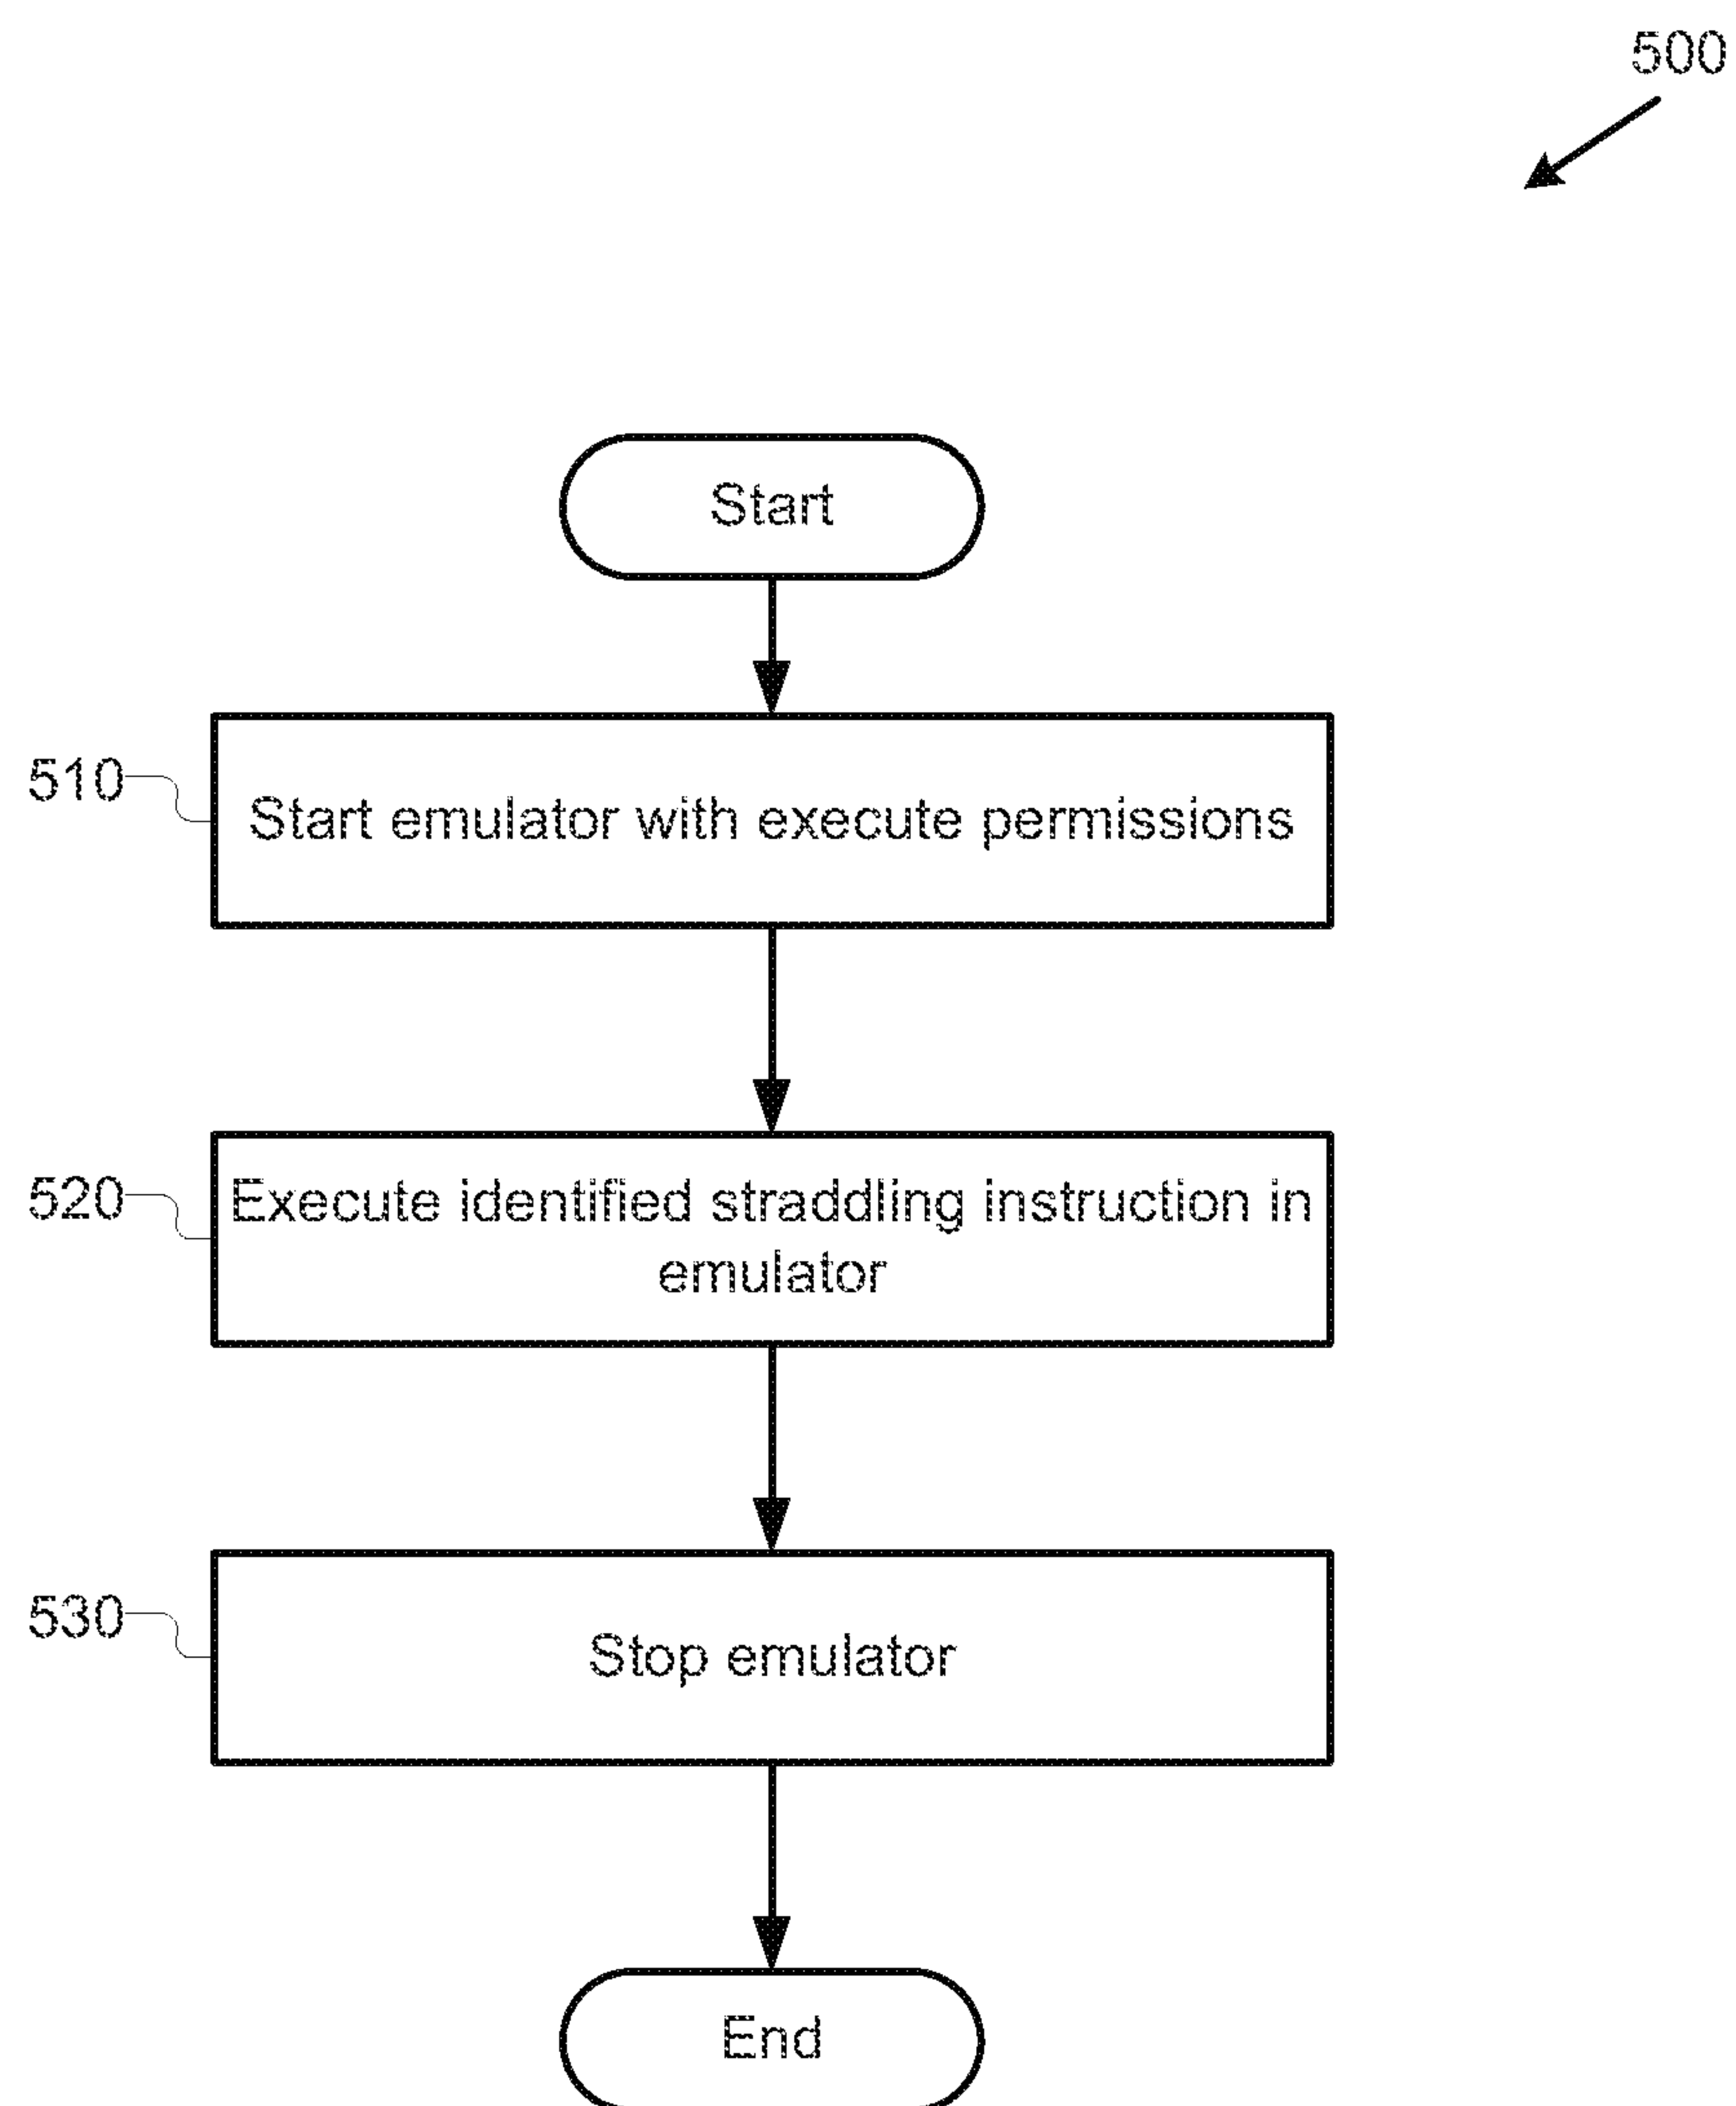 500
Start
510
Start emulator with execute permissions
520
Execute identified straddling instruction in
emulator
530
Stop emulator
End